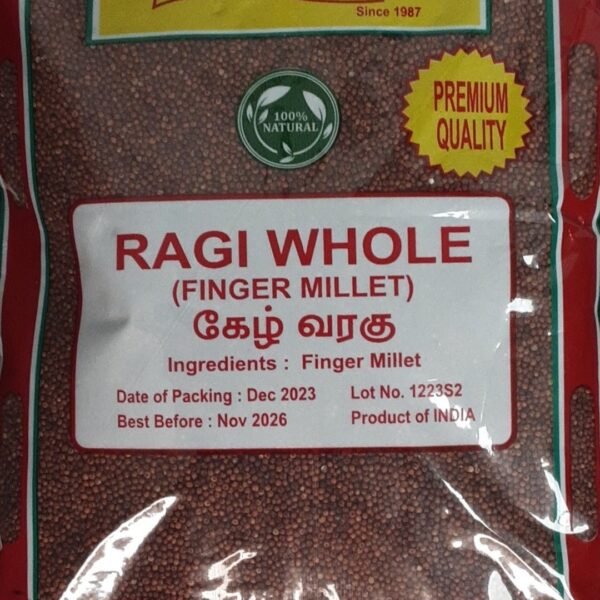 Since 1987
100%
NATURAL
PREMIUM
QUALITY
RAGI WHOLE
(FINGER MILLET)
கேழ் வரகு
Ingredients : Finger Millet
Date of Packing : Dec 2023 Lot No. 1223S2
Best Before : Nov 2026 Product of INDIA